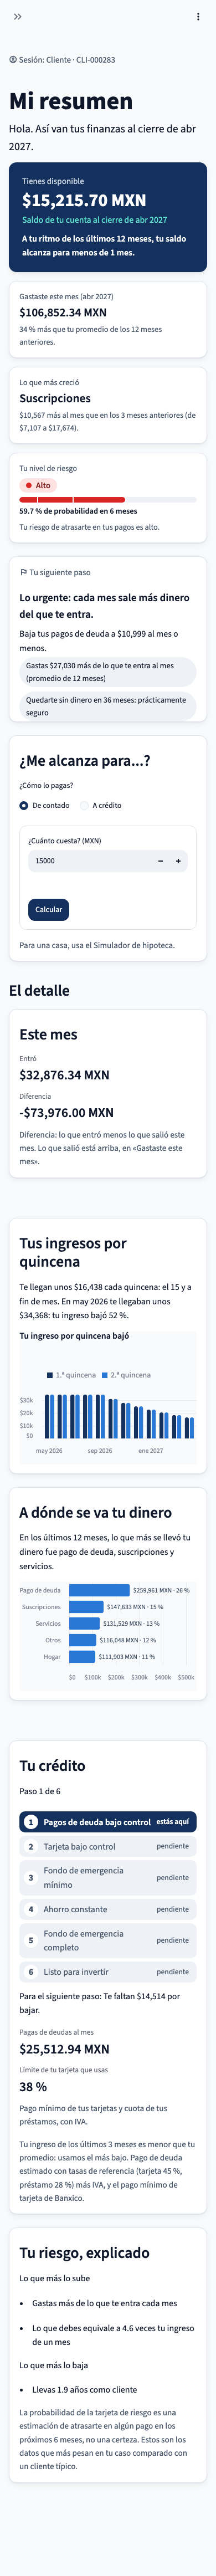 Sesión: Cliente · CLI-000283
Mi resumen
Hola. Así van tus finanzas al cierre de abr
2027.
Tienes disponible
$15,215.70 MXN
Saldo de tu cuenta al cierre de abr 2027
A tu ritmo de los últimos 12 meses, tu saldo
alcanza para menos de 1 mes.
Gastaste este mes (abr 2027)
$106,852.34 MXN
34 % más que tu promedio de los 12 meses
anteriores.
Lo que más creció
Suscripciones
$10,567 más al mes que en los 3 meses anteriores (de
$7,107 a $17,674).
Tu nivel de riesgo
Alto
59.7 % de probabilidad en 6 meses
Tu riesgo de atrasarte en tus pagos es alto.
Tu siguiente paso
Lo urgente: cada mes sale más dinero
del que te entra.
Baja tus pagos de deuda a $10,999 al mes o
menos.
Gastas $27,030 más de lo que te entra al mes
(promedio de 12 meses)
Quedarte sin dinero en 36 meses: prácticamente
seguro
¿Me alcanza para...?
¿Cómo lo pagas?
De contado
A crédito
¿Cuánto cuesta? (MXN)
15000
Calcular
Para una casa, usa el Simulador de hipoteca.
El detalle
Este mes
Entró
$32,876.34 MXN
Diferencia
-$73,976.00 MXN
Diferencia: lo que entró menos lo que salió este
mes. Lo que salió está arriba, en «Gastaste este
mes».
Tus ingresos por
quincena
Te llegan unos $16,438 cada quincena: el 15 y a
fin de mes. En may 2026 te llegaban unos
$34,368: tu ingreso bajó 52 %.
Tu ingreso por quincena bajó
1.ª quincena
2.ª quincena
$30k
$20k
$10k
$0
may 2026
sep 2026
ene 2027
A dónde se va tu dinero
En los últimos 12 meses, lo que más se llevó tu
dinero fue pago de deuda, suscripciones y
servicios.
Pago de deuda $259,961 MXN · 26 %
Suscripciones $147,633 MXN · 15 %
Servicios $131,529 MXN · 13 %
Otros $116,048 MXN · 12 %
Hogar $111,903 MXN · 11 %
$0 $100k $200k $300k $400k $500k
Tu crédito
Paso 1 de 6
1 Pagos de deuda bajo control estás aquí
2 Tarjeta bajo control pendiente
3 Fondo de emergencia
mínimo pendiente
4 Ahorro constante pendiente
5 Fondo de emergencia
completo pendiente
6 Listo para invertir pendiente
Para el siguiente paso: Te faltan $14,514 por
bajar.
Pagas de deudas al mes
$25,512.94 MXN
Límite de tu tarjeta que usas
38 %
Pago mínimo de tus tarjetas y cuota de tus
préstamos, con IVA.
Tu ingreso de los últimos 3 meses es menor que tu
promedio: usamos el más bajo. Pago de deuda
estimado con tasas de referencia (tarjeta 45 %,
préstamo 28 %) más IVA, y el pago mínimo de
tarjeta de Banxico.
Tu riesgo, explicado
Lo que más lo sube
Gastas más de lo que te entra cada mes
Lo que debes equivale a 4.6 veces tu ingreso
de un mes
Lo que más lo baja
Llevas 1.9 años como cliente
La probabilidad de la tarjeta de riesgo es una
estimación de atrasarte en algún pago en los
próximos 6 meses, no una certeza. Estos son los
datos que más pesan en tu caso comparado con
un cliente típico.